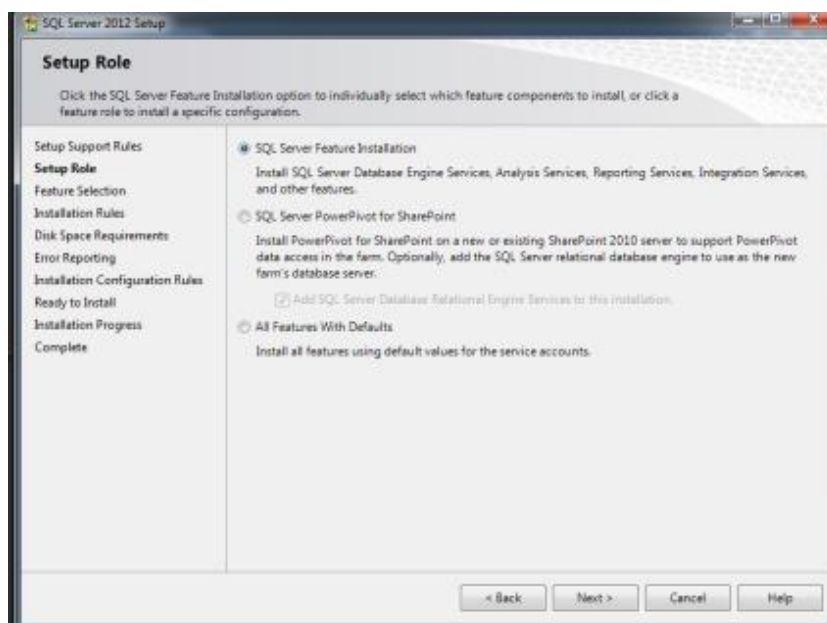 SQL Server 2012 Setup
Setup Role
Click the SQL Server Feature Installation option to individually select which feature components to install, or click a
feature role to install a specific configuration.
Setup Support Rules
Setup Role
Feature Selection
Installation Rules
Disk Space Requirements
Error Reporting
Installation Configuration Rules
Ready to Install
Installation Progress
Complete
SQL Server Feature Installation
Install SQL Server Database Engine Services, Analysis Services, Reporting Services, Integration Services,
and other features.
SQL Server PowerPivot for SharePoint
Install PowerPivot for SharePoint on a new or existing SharePoint 2010 server to support PowerPivot
data access in the farm. Optionally, add the SQL Server relational database engine to use as the new
farm's database server.
Add SQL Server Database Relational Engine Services to this installation.
All Features With Defaults
Install all features using default values for the service accounts.
< Back
Next >
Cancel
Help